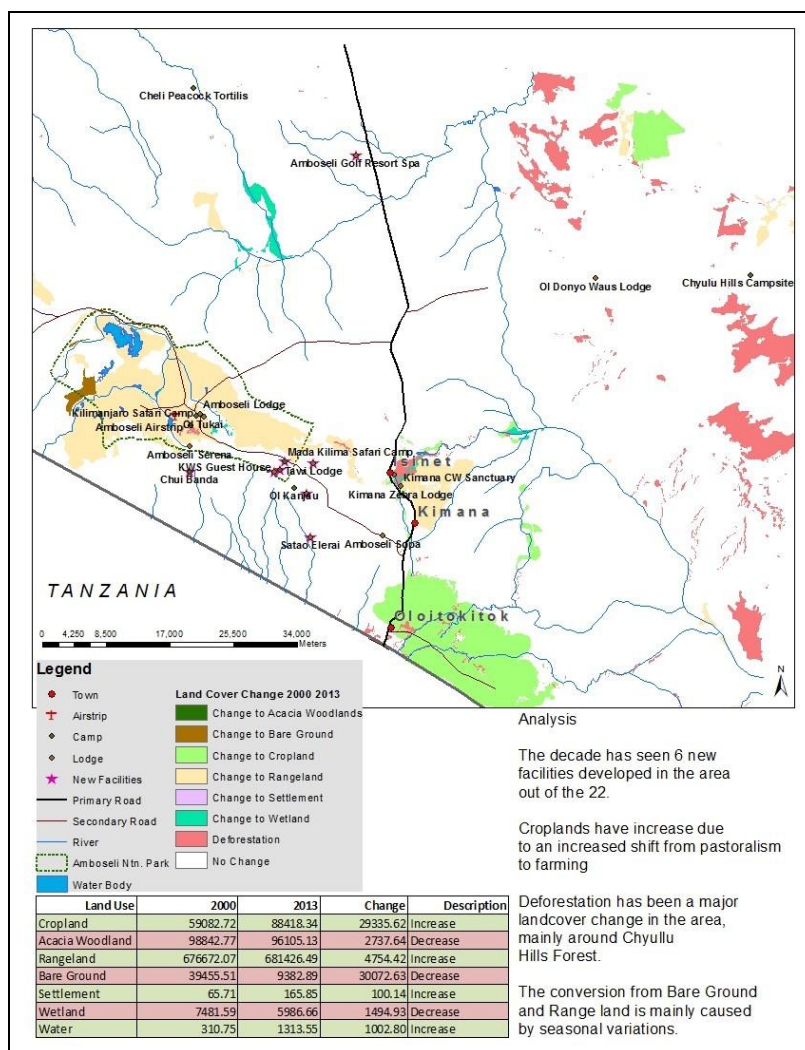 Cheli Peacock Tortilis
Amboseli Golf Resort Spa
Ol Donyo Waus Lodge
Chyulu Hills Campsite
Amboseli Lodge
Kilimanjaro Safari Camp
Ol Tukai
Amboseli Airstrip
Amboseli Serena
Mada Kilima Safari Camp
Isinet
KWS Guest House
Tawi Lodge
Kimana CW Sanctuary
Chui Banda
Ol Kanjau
Kimana Zebra Lodge
Kimana
Satao Elerai
Amboseli Sopa
TANZANIA
Oloitokitok
0 4,250 8,500 17,000 25,500 34,000
Meters
N
Legend
Town
Airstrip
Camp
Lodge
New Facilities
Primary Road
Secondary Road
River
Amboseli Ntn. Park
Water Body
Land Cover Change 2000 2013
Change to Acacia Woodlands
Change to Bare Ground
Change to Cropland
Change to Rangeland
Change to Settlement
Change to Wetland
Deforestation
No Change
Analysis
The decade has seen 6 new
facilities developed in the area
out of the 22.
Croplands have increase due
to an increased shift from pastoralism
to farming
Deforestation has been a major
landcover change in the area,
mainly around Chyullu
Hills Forest.
The conversion from Bare Ground
and Range land is mainly caused
by seasonal variations.
Land Use 2000 2013 Change Description
Cropland 59082.72 88418.34 29335.62 Increase
Acacia Woodland 98842.77 96105.13 2737.64 Decrease
Rangeland 676672.07 681426.49 4754.42 Increase
Bare Ground 39455.51 9382.89 30072.63 Decrease
Settlement 65.71 165.85 100.14 Increase
Wetland 7481.59 5986.66 1494.93 Decrease
Water 310.75 1313.55 1002.80 Increase